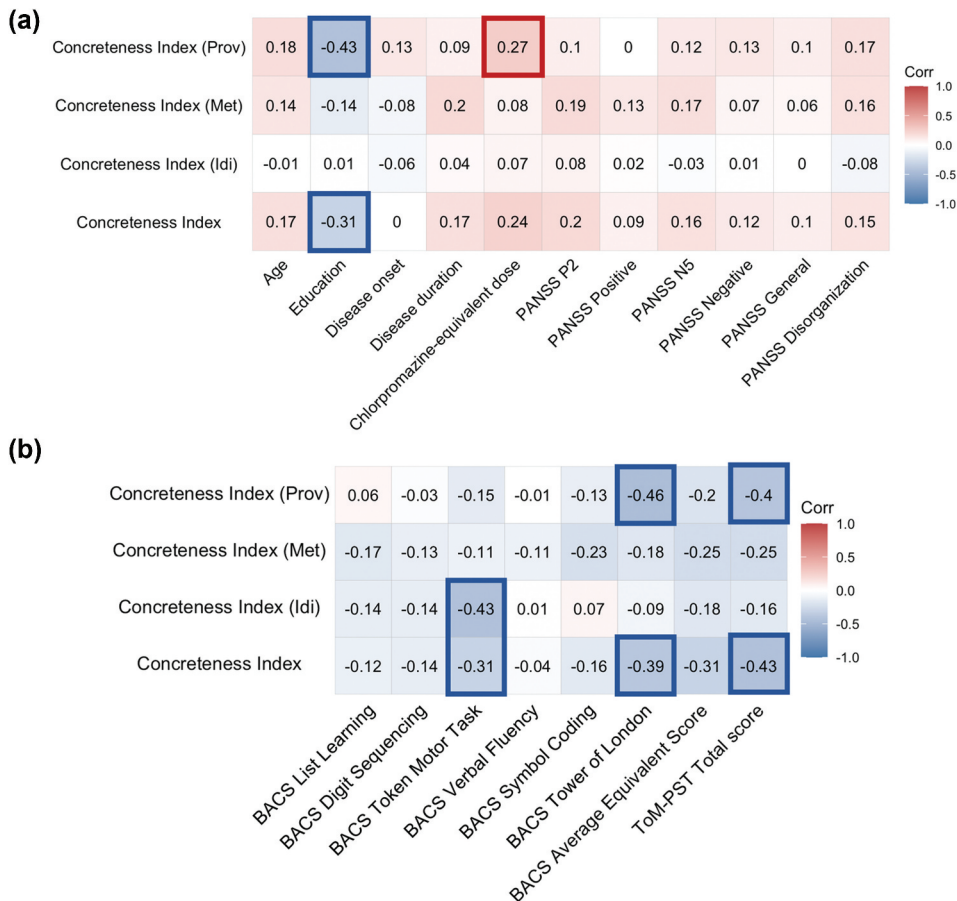 (a)
Concreteness Index (Prov) 0.18 -0.43 0.13 0.09 0.27 0.1 0 0.12 0.13 0.1 0.17
Concreteness Index (Met) 0.14 -0.14 -0.08 0.2 0.08 0.19 0.13 0.17 0.07 0.06 0.16
Concreteness Index (Idi) -0.01 0.01 -0.06 0.04 0.07 0.08 0.02 -0.03 0.01 0 -0.08
Concreteness Index 0.17 -0.31 0 0.17 0.24 0.2 0.09 0.16 0.12 0.1 0.15
Age
Education
Disease onset
Disease duration
Chlorpromazine-equivalent dose
PANSS P2
PANSS Positive
PANSS N5
PANSS Negative
PANSS General
PANSS Disorganization
Corr
1.0
0.5
0.0
-0.5
-1.0
(b)
Concreteness Index (Prov) 0.06 -0.03 -0.15 -0.01 -0.13 -0.46 -0.2 -0.4
Concreteness Index (Met) -0.17 -0.13 -0.11 -0.11 -0.23 -0.18 -0.25 -0.25
Concreteness Index (Idi) -0.14 -0.14 -0.43 0.01 0.07 -0.09 -0.18 -0.16
Concreteness Index -0.12 -0.14 -0.31 -0.04 -0.16 -0.39 -0.31 -0.43
BACS List Learning
BACS Digit Sequencing
BACS Token Motor Task
BACS Verbal Fluency
BACS Symbol Coding
BACS Tower of London
BACS Average Equivalent Score
ToM-PST Total score
Corr
1.0
0.5
0.0
-0.5
-1.0